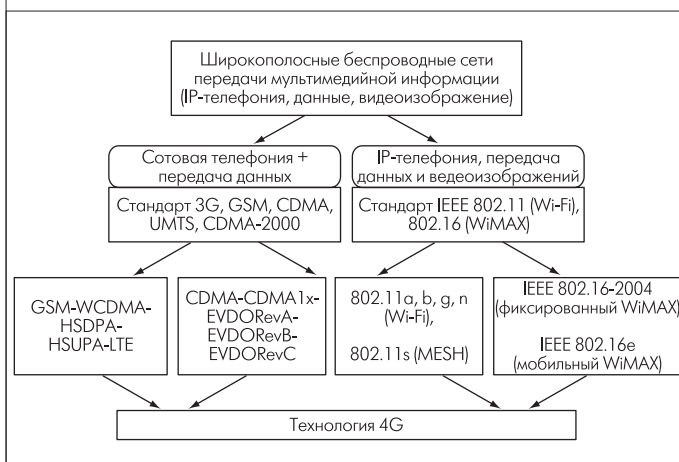 Широкополосные беспроводные сети
передачи мультимедийной информации
(IP-телефония, данные, видеоизображение)
Сотовая телефония +
передача данных
Стандарт 3G, GSM, CDMA,
UMTS, CDMA-2000
IP-телефония, передача
данных и ведеоизображений
Стандарт IEEE 802.11 (Wi-Fi),
802.16 (WiMAX)
GSM-WCDMA-
HSDPA-
HSUPA-LTE
CDMA-CDMA1x-
EVDORevA-
EVDORevB-
EVDORevC
802.11a, b, g, n
(Wi-Fi),
802.11s (MESH)
IEEE 802.16-2004
(фиксированный WiMAX)
IEEE 802.16e
(мобильный WiMAX)
Технология 4G